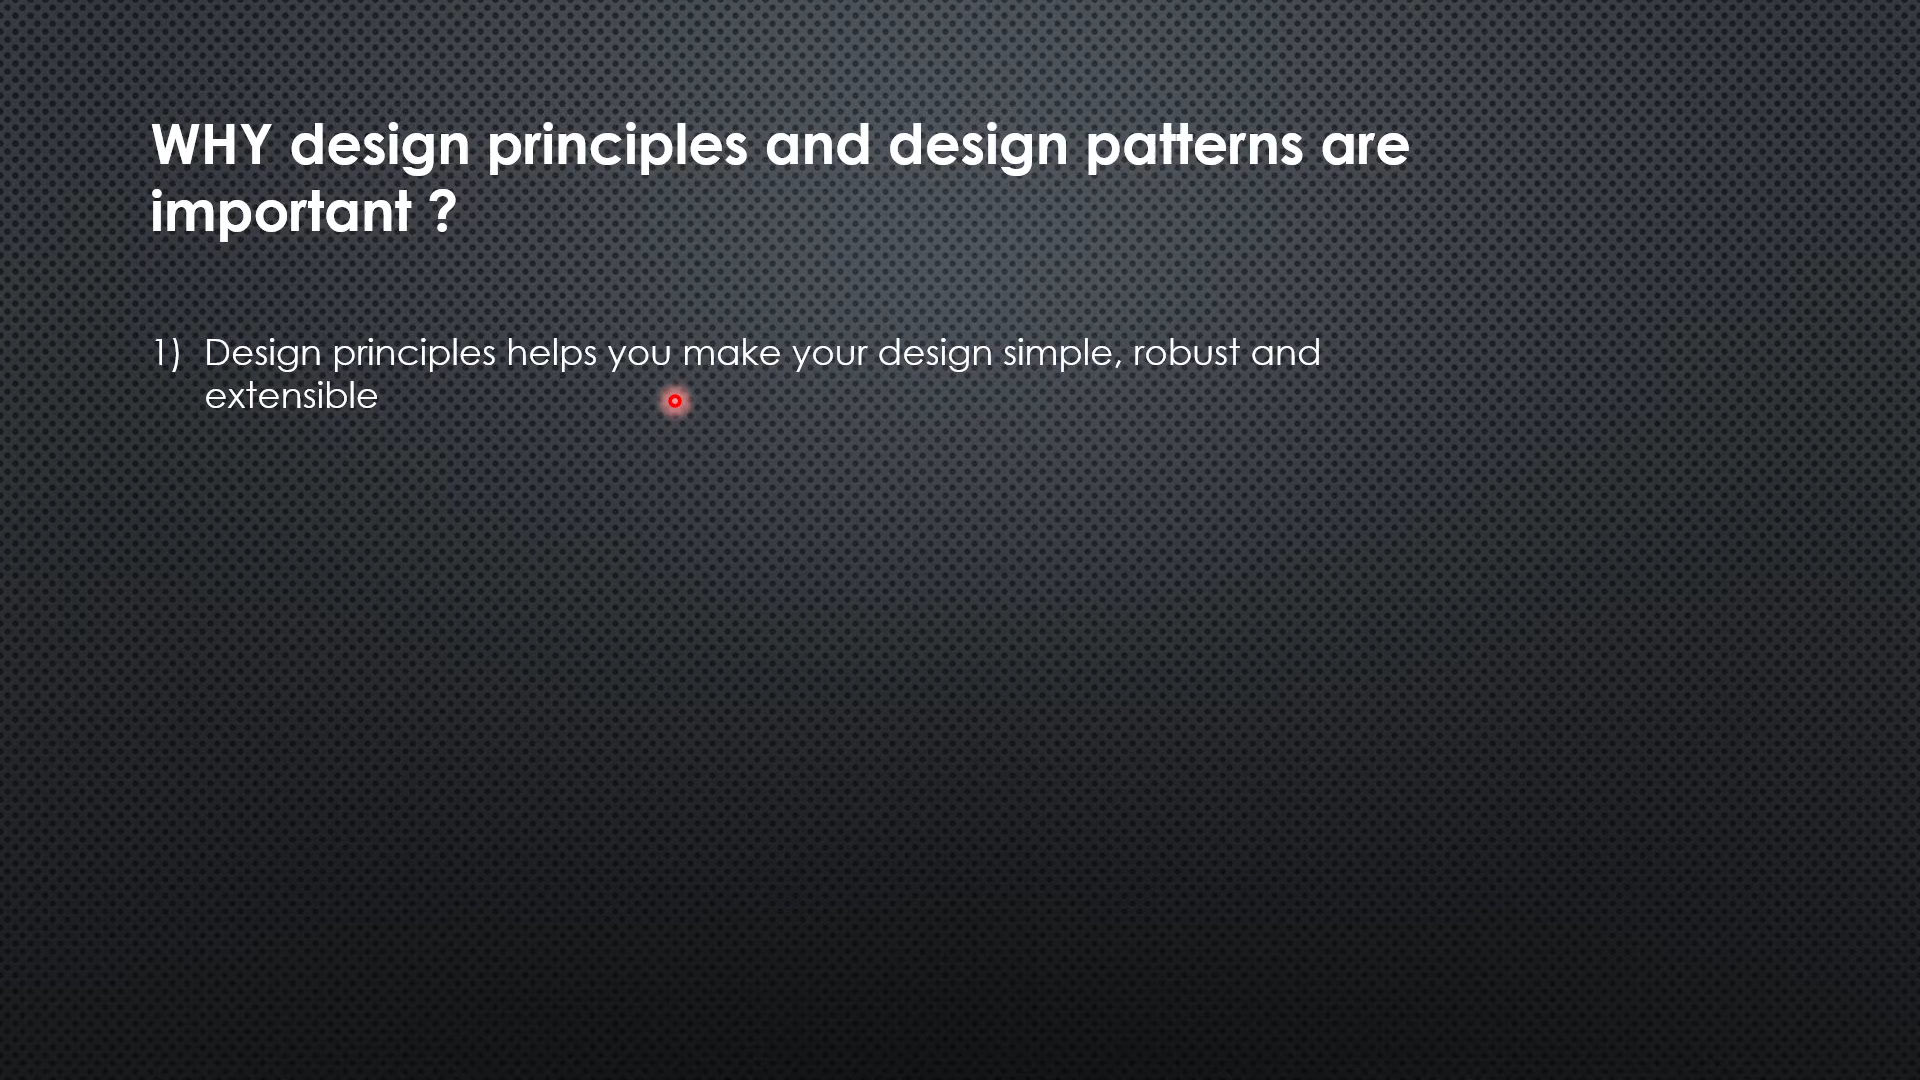 WHY design principles and design patterns are
important ?
1) Design principles helps you make your design simple, robust and
extensible